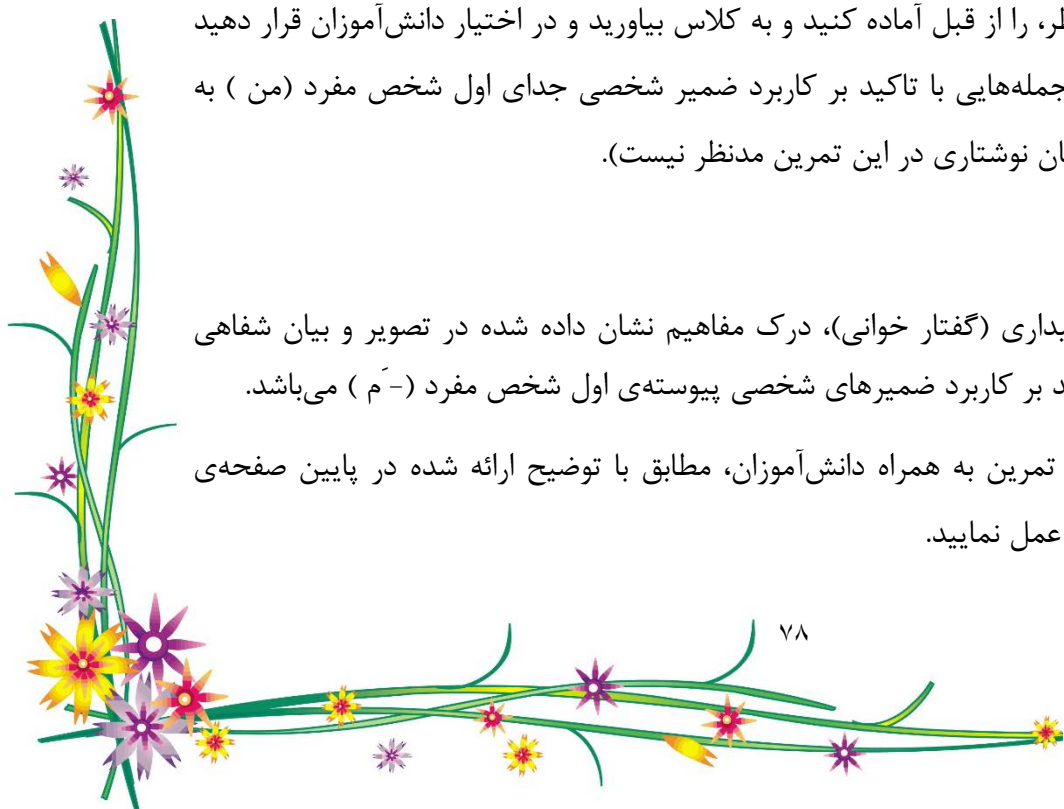 را از قبل آماده کنید و به کلاس بیاورید و در اختیار دانش‌آموزان قرار دهید
جمله‌هایی با تاکید بر کاربرد ضمیر شخصی جدای اول شخص مفرد (من ) به
نوشتاری در این تمرین مدنظر نیست).
(گفتار خوانی)، درک مفاهیم نشان داده شده در تصویر و بیان شفاهی
بر کاربرد ضمیرهای شخصی پیوسته‌ی اول شخص مفرد (-َم ) می‌باشد.
تمرین به همراه دانش‌آموزان، مطابق با توضیح ارائه شده در پایین صفحه‌ی
عمل نمایید.
۷۸